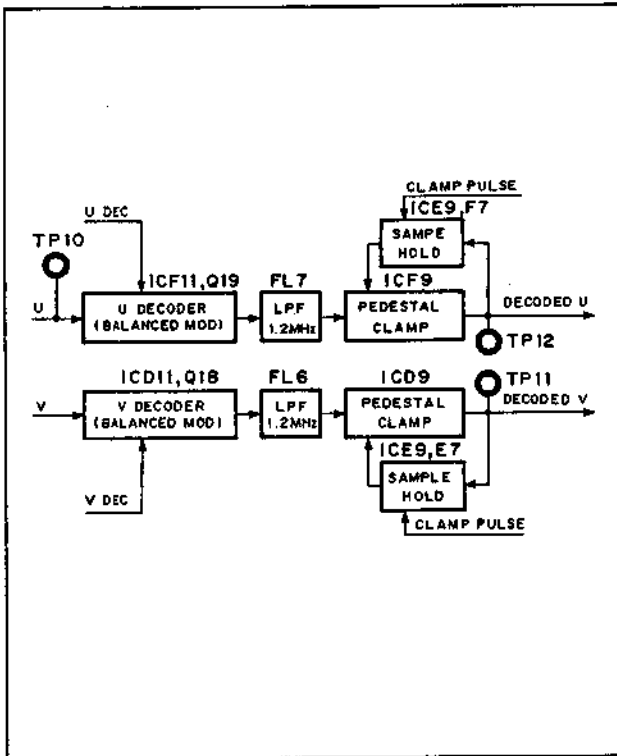 CLAMP PULSE
ICE9,F7
U DEC
SAMPE
HOLD
TP10
ICF11,Q19
FL7
ICF9
U
U DECODER
(BALANCED MOD)
LPF
1.2MHz
PEDESTAL
CLAMP
DECODED U
TP12
ICD11,Q18
FL6
ICD9
TP11
V
V DECODER
(BALANCED MOD)
LPF
1.2MHz
PEDESTAL
CLAMP
DECODED V
ICE9,E7
SAMPLE
HOLD
V DEC
CLAMP PULSE